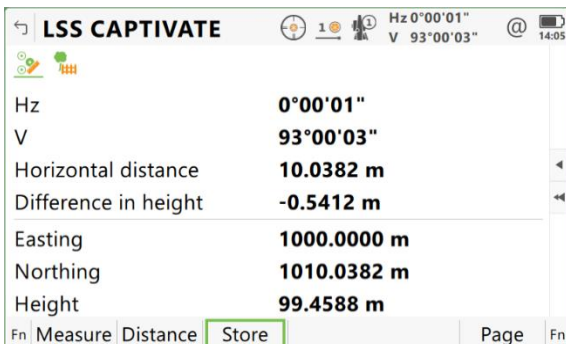 LSS CAPTIVATE 1 1 Hz 0°00'01" @
V 93°00'03" 14:05
Hz 0°00'01"
V 93°00'03"
Horizontal distance 10.0382 m
Difference in height -0.5412 m
Easting 1000.0000 m
Northing 1010.0382 m
Height 99.4588 m
Fn Measure Distance Store Page Fn